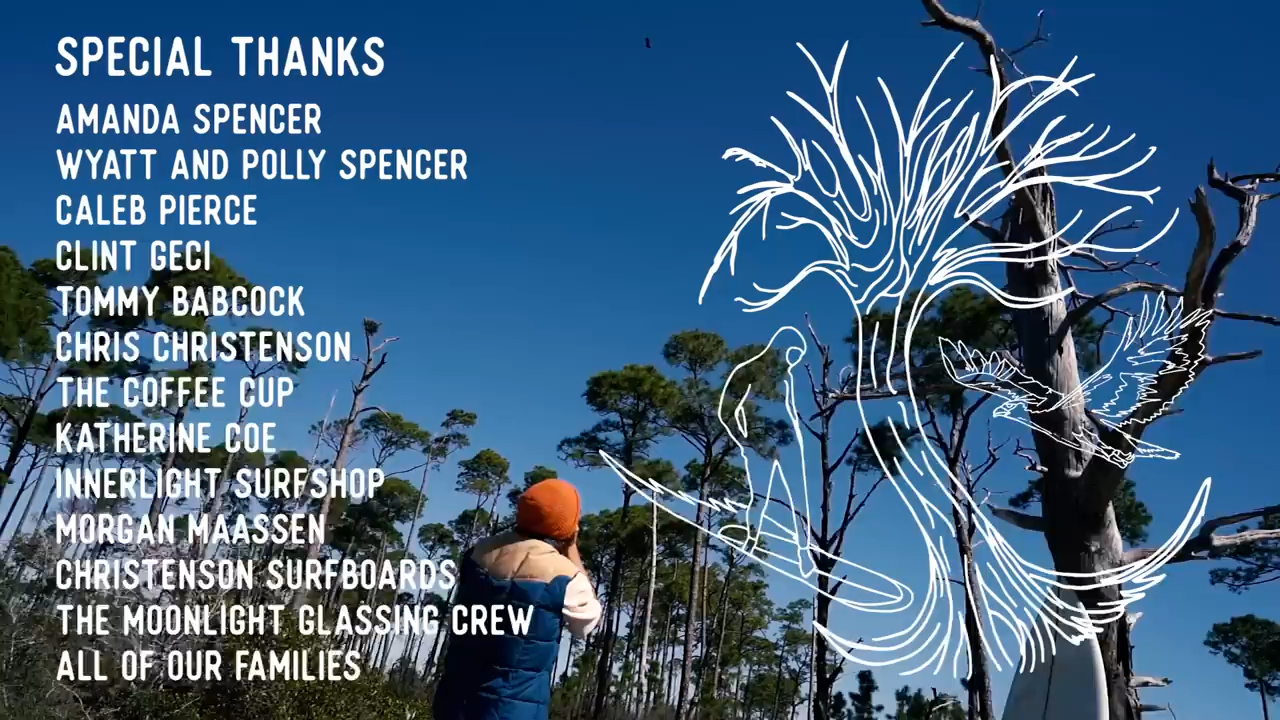 SPECIAL THANKS
AMANDA SPENCER
WYATT AND POLLY SPENCER
CALEB PIERCE
CLINT GECI
TOMMY BABCOCK
CHRIS CHRISTENSON
THE COFFEE CUP
KATHERINE COE
INNERLIGHT SURFSHOP
MORGAN MAASSEN
CHRISTENSON SURFBOARDS
THE MOONLIGHT GLASSING CREW
ALL OF OUR FAMILIES